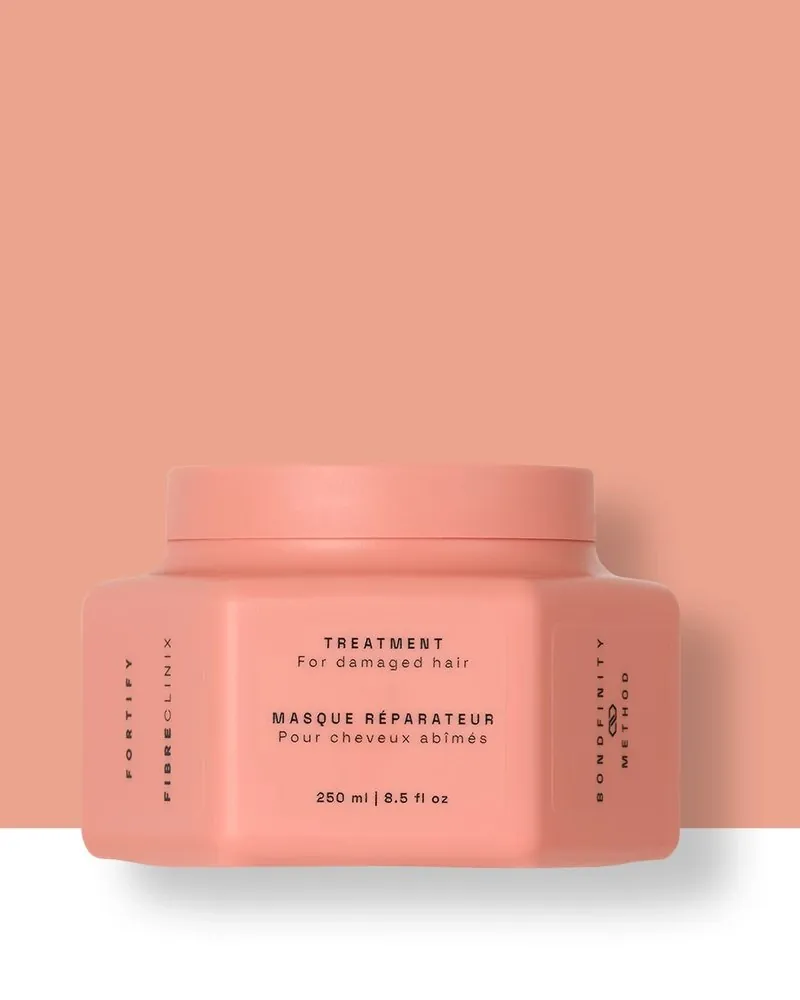 FORTIFY
FIBRECLINIX
TREATMENT
For damaged hair
MASQUE RÉPARATEUR
Pour cheveux abîmés
250 ml | 8.5 fl oz
BONDFINITY
METHOD